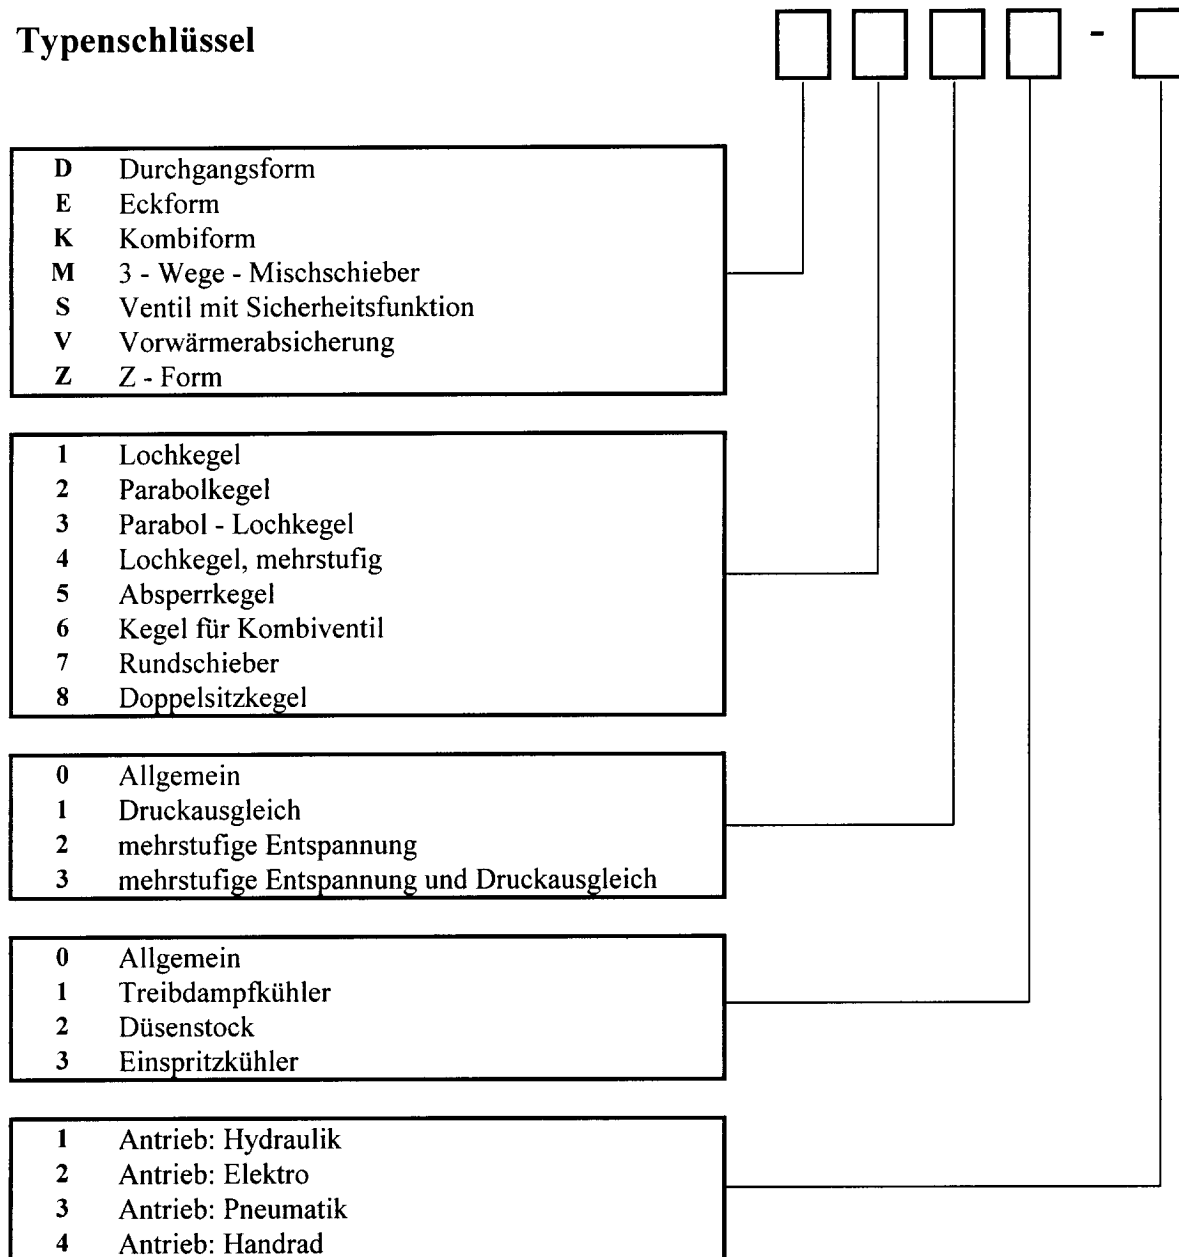 Typenschlüssel -
D Durchgangsform
E Eckform
K Kombiform
M 3 - Wege - Mischschieber
S Ventil mit Sicherheitsfunktion
V Vorwärmerabsicherung
Z Z - Form
1 Lochkegel
2 Parabolkegel
3 Parabol - Lochkegel
4 Lochkegel, mehrstufig
5 Absperrkegel
6 Kegel für Kombiventil
7 Rundschieber
8 Doppelsitzkegel
0 Allgemein
1 Druckausgleich
2 mehrstufige Entspannung
3 mehrstufige Entspannung und Druckausgleich
0 Allgemein
1 Treibdampfkühler
2 Düsenstock
3 Einspritzkühler
1 Antrieb: Hydraulik
2 Antrieb: Elektro
3 Antrieb: Pneumatik
4 Antrieb: Handrad